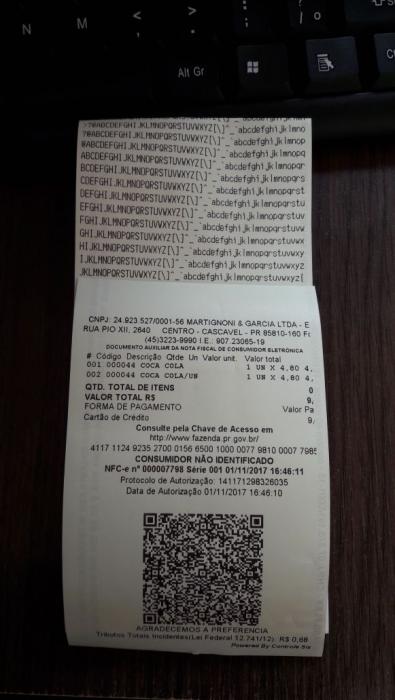 N M < > ; : / o
Alt Gr
>?@ABCDEFGHIJKLMNOPQRSTUVWXYZ[\]^_`abcdefghijklmno
?@ABCDEFGHIJKLMNOPQRSTUVWXYZ[\]^_`abcdefghijklmnop
@ABCDEFGHIJKLMNOPQRSTUVWXYZ[\]^_`abcdefghijklmnopq
ABCDEFGHIJKLMNOPQRSTUVWXYZ[\]^_`abcdefghijklmnopqr
BCDEFGHIJKLMNOPQRSTUVWXYZ[\]^_`abcdefghijklmnopqrs
CDEFGHIJKLMNOPQRSTUVWXYZ[\]^_`abcdefghijklmnopqrst
DEFGHIJKLMNOPQRSTUVWXYZ[\]^_`abcdefghijklmnopqrstu
EFGHIJKLMNOPQRSTUVWXYZ[\]^_`abcdefghijklmnopqrstuv
FGHIJKLMNOPQRSTUVWXYZ[\]^_`abcdefghijklmnopqrstuvw
GHIJKLMNOPQRSTUVWXYZ[\]^_`abcdefghijklmnopqrstuvwx
HIJKLMNOPQRSTUVWXYZ[\]^_`abcdefghijklmnopqrstuvwxy
IJKLMNOPQRSTUVWXYZ[\]^_`abcdefghijklmnopqrstuvwxyz
JKLMNOPQRSTUVWXYZ[\]^_`abcdefghijklmnopqrstuvwxyz{
CNPJ: 24.923.527/0001-56 MARTIGNONI & GARCIA LTDA - E
RUA PIO XII, 2640 CENTRO - CASCAVEL - PR 85810-160 F
(45)3223-9990 I.E.: 907.23065-19
DOCUMENTO AUXILIAR DA NOTA FISCAL DE CONSUMIDOR ELETRÔNICA
# Código Descrição Qtde Un Valor unit. Valor total
001 000044 COCA COLA 1 UN X 4,80 4,
002 000044 COCA COLA/UN 1 UN X 4,80 4,
QTD. TOTAL DE ITENS 0
VALOR TOTAL R$ 9,
FORMA DE PAGAMENTO Valor Pa
Cartão de Crédito 9,
Consulte pela Chave de Acesso em
http://www.fazenda.pr.gov.br/
4117 1124 9235 2700 0156 6500 1000 0077 9810 0007 798
CONSUMIDOR NÃO IDENTIFICADO
NFC-e nº 000007798 Série 001 01/11/2017 16:46:11
Protocolo de Autorização: 141171298326035
Data de Autorização 01/11/2017 16:46:10
AGRADECEMOS A PREFERENCIA
Tributos Totais Incidentes(Lei Federal 12.741/12): R$ 0,68
Powered By Controle